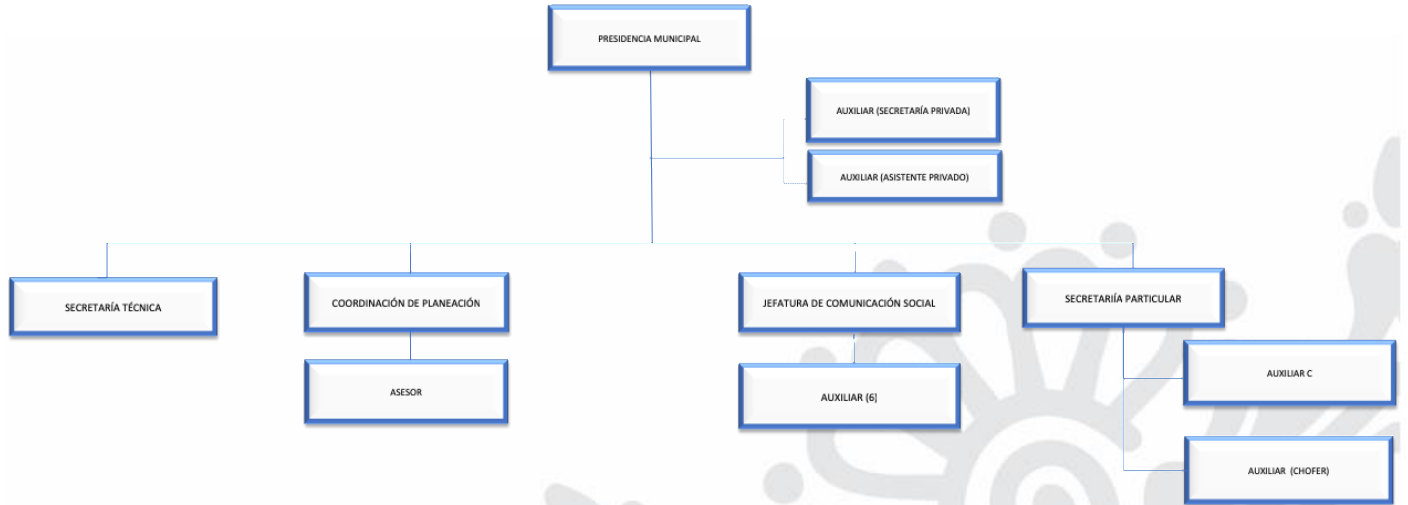 PRESIDENCIA MUNICIPAL
AUXILIAR (SECRETARÍA PRIVADA)
AUXILIAR (ASISTENTE PRIVADO)
SECRETARÍA TÉCNICA
COORDINACIÓN DE PLANEACIÓN
JEFATURA DE COMUNICACIÓN SOCIAL
SECRETARIÍA PARTICULAR
ASESOR
AUXILIAR (6)
AUXILIAR C
AUXILIAR (CHOFER)